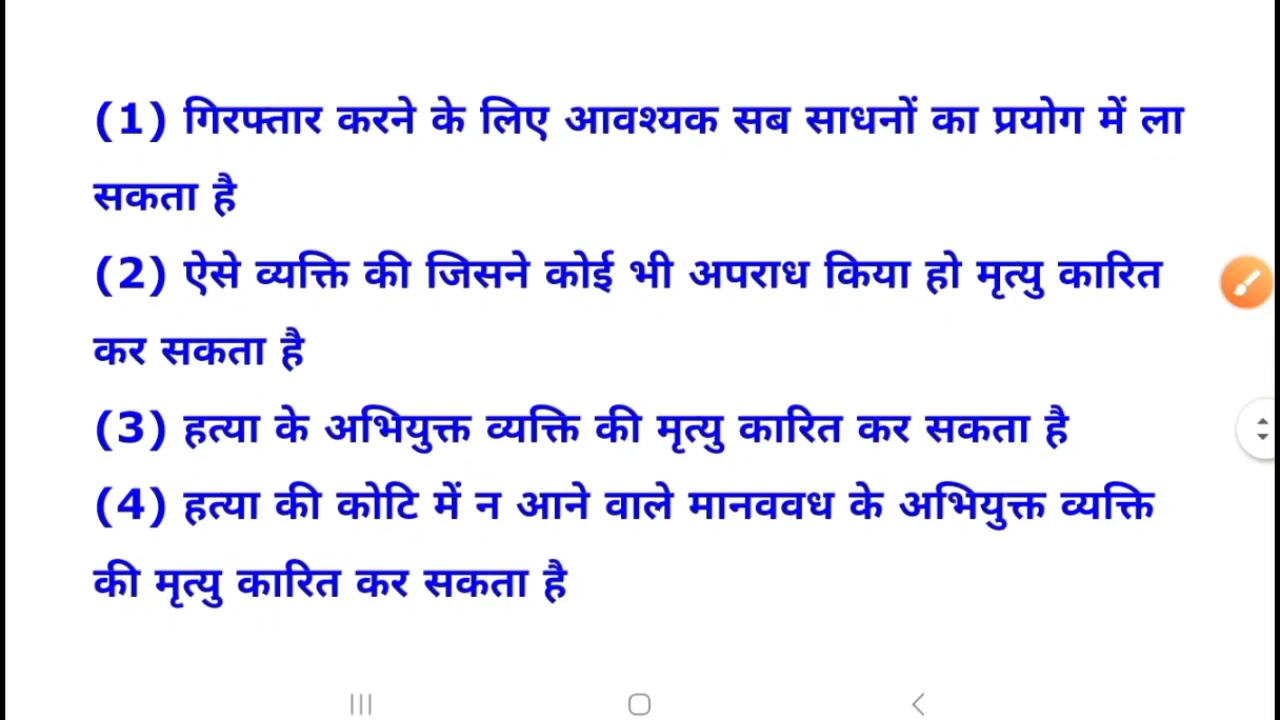 (1) गिरफ्तार करने के लिए आवश्यक सब साधनों का प्रयोग में ला
सकता है
(2) ऐसे व्यक्ति की जिसने कोई भी अपराध किया हो मृत्यु कारित
कर सकता है
(3) हत्या के अभियुक्त व्यक्ति की मृत्यु कारित कर सकता है
(4) हत्या की कोटि में न आने वाले मानववध के अभियुक्त व्यक्ति
की मृत्यु कारित कर सकता है